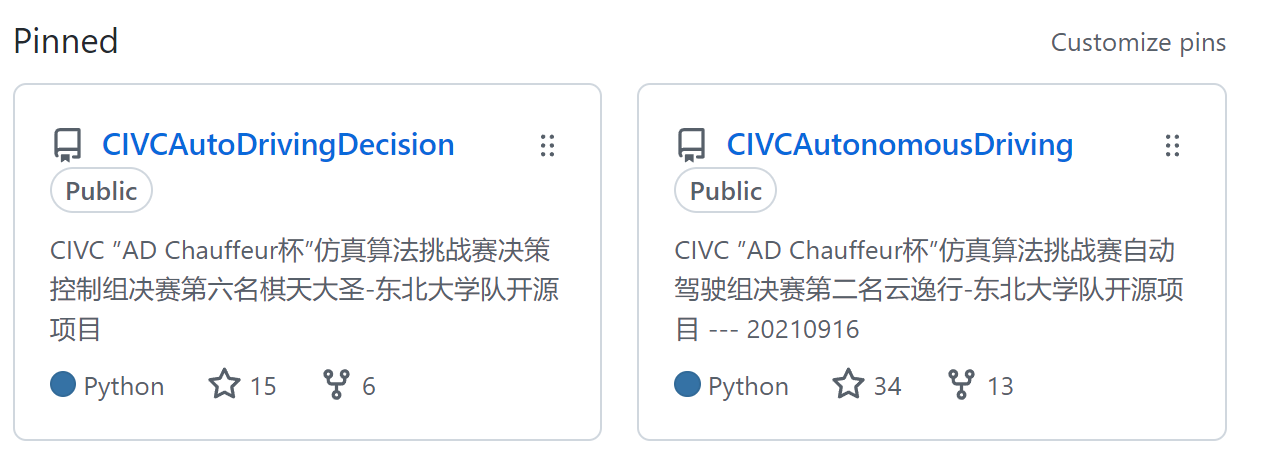 Pinned
Customize pins
CIVCAutoDrivingDecision
Public
CIVC “AD Chauffeur杯”仿真算法挑战赛决策
控制组决赛第六名棋天大圣-东北大学队开源
项目
Python 15 6
CIVCAutonomousDriving
Public
CIVC “AD Chauffeur杯”仿真算法挑战赛自动
驾驶组决赛第二名云逸行-东北大学队开源项
目 --- 20210916
Python 34 13